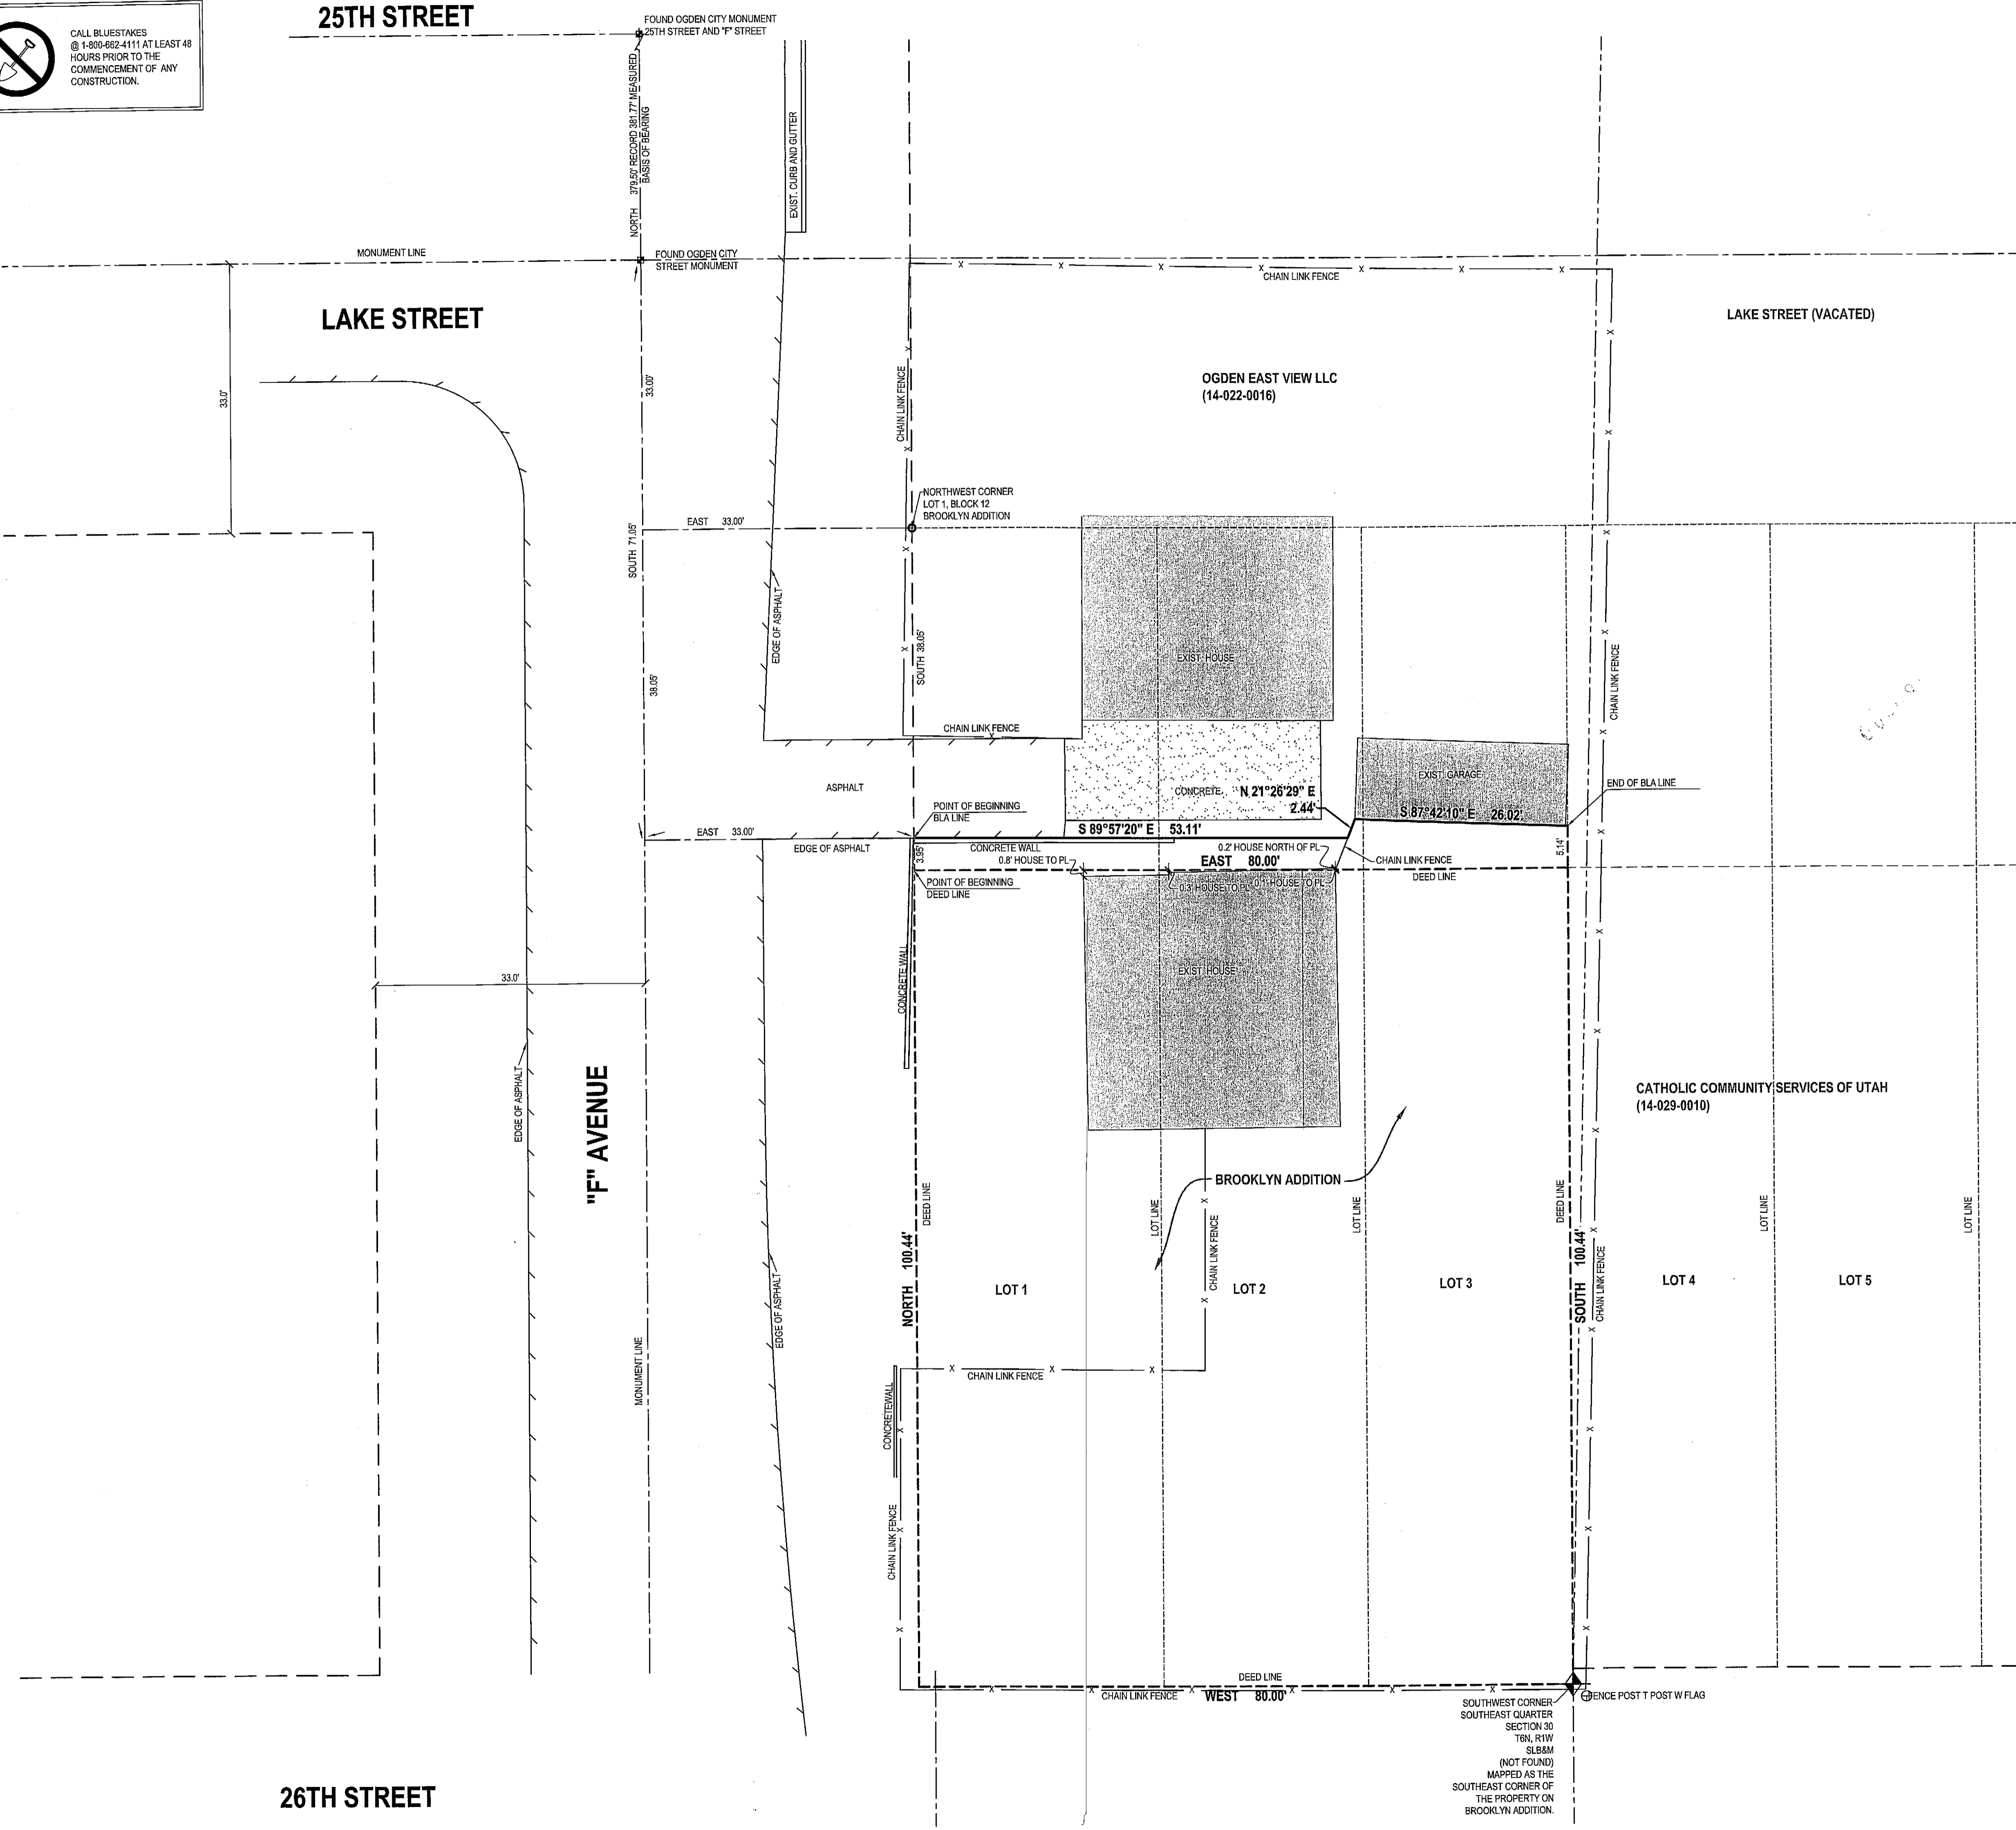 CALL BLUESTAKES
@ 1-800-662-4111 AT LEAST 48
HOURS PRIOR TO THE
COMMENCEMENT OF ANY
CONSTRUCTION.
25TH STREET
FOUND OGDEN CITY MONUMENT
25TH STREET AND "F" STREET
NORTH 379.50' RECORD 381.77' MEASURED
BASIS OF BEARING
EXIST. CURB AND GUTTER
MONUMENT LINE
FOUND OGDEN CITY
STREET MONUMENT
CHAIN LINK FENCE
LAKE STREET
LAKE STREET (VACATED)
33.0'
33.00'
CHAIN LINK FENCE
OGDEN EAST VIEW LLC
(14-022-0016)
NORTHWEST CORNER
LOT 1, BLOCK 12
BROOKLYN ADDITION
EAST 33.00'
SOUTH 71.05'
EDGE OF ASPHALT
SOUTH 38.05'
38.05'
EXIST. HOUSE
CHAIN LINK FENCE
CHAIN LINK FENCE
ASPHALT
CONCRETE
N 21°26'29" E
2.44'
EXIST. GARAGE
S 87°42'10" E 26.02'
END OF BLA LINE
POINT OF BEGINNING
BLA LINE
S 89°57'20" E 53.11'
EAST 33.00'
EDGE OF ASPHALT
3.95'
CONCRETE WALL
0.8' HOUSE TO PL
0.2' HOUSE NORTH OF PL
EAST 80.00'
CHAIN LINK FENCE
5.14'
DEED LINE
POINT OF BEGINNING
DEED LINE
0.3' HOUSE TO PL
0.1' HOUSE TO PL
CONCRETE WALL
EXIST. HOUSE
33.0'
EDGE OF ASPHALT
"F" AVENUE
CATHOLIC COMMUNITY SERVICES OF UTAH
(14-029-0010)
BROOKLYN ADDITION
DEED LINE
LOT LINE
CHAIN LINK FENCE
LOT LINE
DEED LINE
LOT LINE
LOT LINE
NORTH 100.44'
SOUTH 100.44'
CHAIN LINK FENCE
EDGE OF ASPHALT
LOT 1
LOT 2
LOT 3
LOT 4
LOT 5
MONUMENT LINE
CHAIN LINK FENCE
CONCRETEWALL
CHAIN LINK FENCE
DEED LINE
CHAIN LINK FENCE
WEST 80.00'
FENCE POST T POST W FLAG
SOUTHWEST CORNER
SOUTHEAST QUARTER
SECTION 30
T6N, R1W
SLB&M
(NOT FOUND)
MAPPED AS THE
SOUTHEAST CORNER OF
THE PROPERTY ON
BROOKLYN ADDITION.
26TH STREET